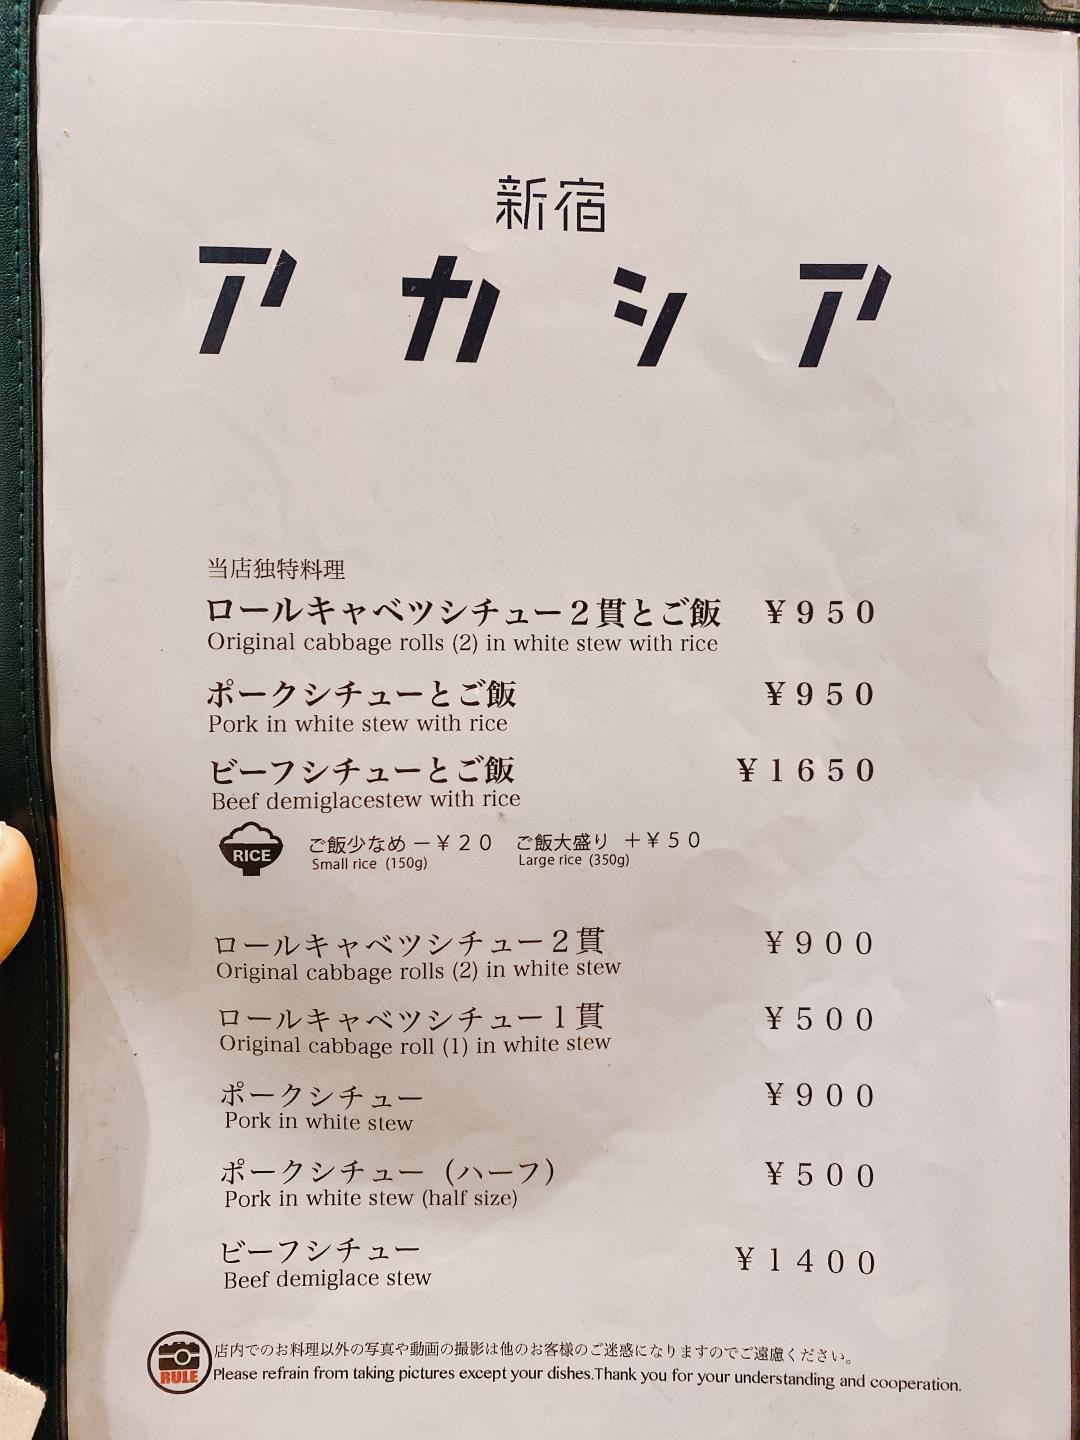 新宿
アカシア
当店独特料理
ロールキャベツシチュー２貫とご飯 ￥９５０
Original cabbage rolls (2) in white stew with rice
ポークシチューとご飯 ￥９５０
Pork in white stew with rice
ビーフシチューとご飯 ￥１６５０
Beef demiglacestew with rice
RICE ご飯少なめ －￥２０ ご飯大盛り ＋￥５０
Small rice (150g) Large rice (350g)
ロールキャベツシチュー２貫 ￥９００
Original cabbage rolls (2) in white stew
ロールキャベツシチュー１貫 ￥５００
Original cabbage roll (1) in white stew
ポークシチュー ￥９００
Pork in white stew
ポークシチュー（ハーフ） ￥５００
Pork in white stew (half size)
ビーフシチュー ￥１４００
Beef demiglace stew
店内でのお料理以外の写真や動画の撮影は他のお客様のご迷惑になりますのでご遠慮ください。
RULE Please refrain from taking pictures except your dishes.Thank you for your understanding and cooperation.